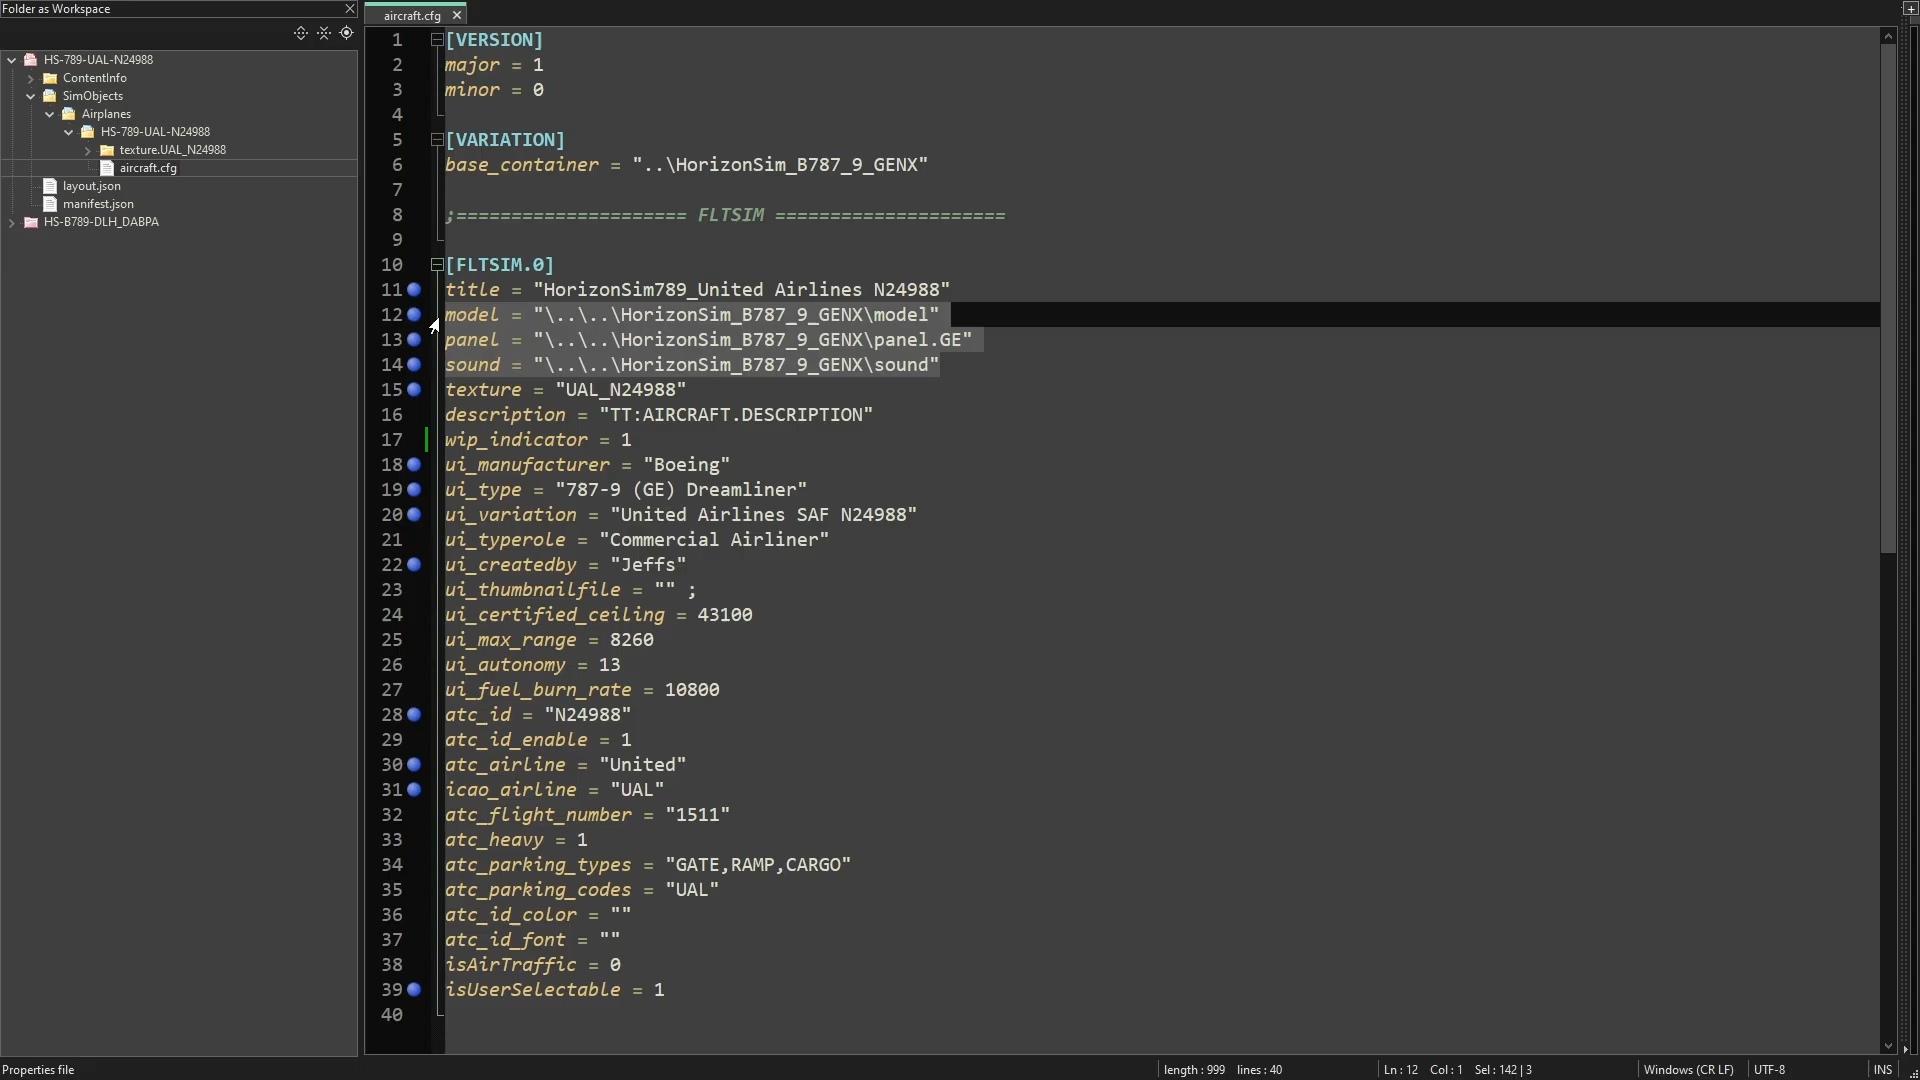 Folder as Workspace
HS-789-UAL-N24988
ContentInfo
SimObjects
Airplanes
HS-789-UAL-N24988
texture.UAL_N24988
aircraft.cfg
layout.json
manifest.json
HS-B789-DLH_DABPA
aircraft.cfg
1 [VERSION]
2 major = 1
3 minor = 0
4
5 [VARIATION]
6 base_container = "..\HorizonSim_B787_9_GENX"
7
8 ;===================== FLTSIM =====================
9
10 [FLTSIM.0]
11 title = "HorizonSim789_United Airlines N24988"
12 model = "\..\..\HorizonSim_B787_9_GENX\model"
13 panel = "\..\..\HorizonSim_B787_9_GENX\panel.GE"
14 sound = "\..\..\HorizonSim_B787_9_GENX\sound"
15 texture = "UAL_N24988"
16 description = "TT:AIRCRAFT.DESCRIPTION"
17 wip_indicator = 1
18 ui_manufacturer = "Boeing"
19 ui_type = "787-9 (GE) Dreamliner"
20 ui_variation = "United Airlines SAF N24988"
21 ui_typerole = "Commercial Airliner"
22 ui_createdby = "Jeffs"
23 ui_thumbnailfile = "" ;
24 ui_certified_ceiling = 43100
25 ui_max_range = 8260
26 ui_autonomy = 13
27 ui_fuel_burn_rate = 10800
28 atc_id = "N24988"
29 atc_id_enable = 1
30 atc_airline = "United"
31 icao_airline = "UAL"
32 atc_flight_number = "1511"
33 atc_heavy = 1
34 atc_parking_types = "GATE,RAMP,CARGO"
35 atc_parking_codes = "UAL"
36 atc_id_color = ""
37 atc_id_font = ""
38 isAirTraffic = 0
39 isUserSelectable = 1
40
Properties file length : 999 lines : 40 Ln : 12 Col : 1 Sel : 142 | 3 Windows (CR LF) UTF-8 INS